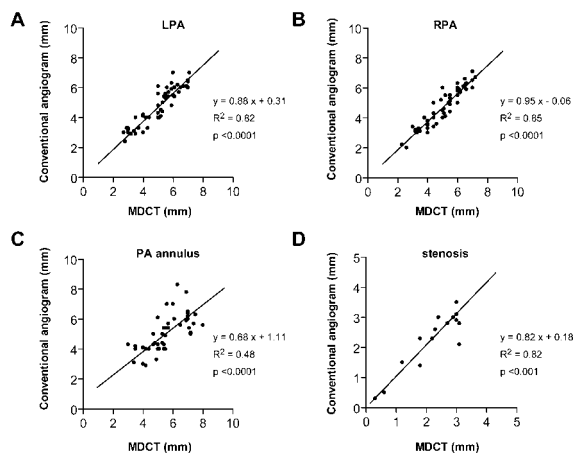 A
LPA
Conventional angiogram (mm)
10
8
6
4
2
0
y = 0.88 x + 0.31
R2 = 0.62
p <0.0001
0 2 4 6 8 10
MDCT (mm)
B
RPA
Conventional angiogram (mm)
10
8
6
4
2
0
y = 0.95 x - 0.06
R2 = 0.85
p <0.0001
0 2 4 6 8 10
MDCT (mm)
C
PA annulus
Conventional angiogram (mm)
10
8
6
4
2
0
y = 0.68 x + 1.11
R2 = 0.48
p <0.0001
0 2 4 6 8 10
MDCT (mm)
D
stenosis
Conventional angiogram (mm)
5
4
3
2
1
0
y = 0.82 x + 0.18
R2 = 0.82
p <0.001
0 1 2 3 4 5
MDCT (mm)